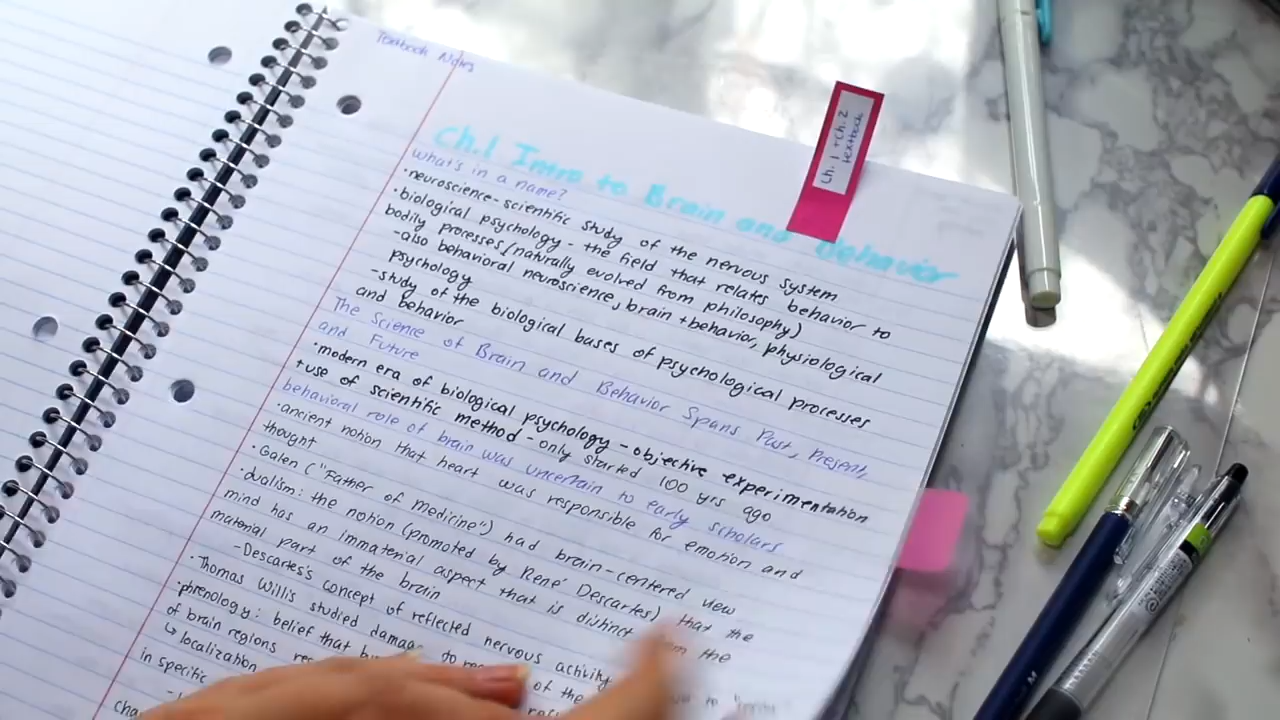 Textbook Notes
Ch. 1 + Ch. 2
textbook
Ch.1 Intro to Brain and Behavior
what's in a name?
•neuroscience-scientific study of the nervous system
•biological psychology - the field that relates behavior to
bodily prosesses/naturally evolved from philosophy)
-also behavioral neuroscience, brain + behavior, physiological
psychology
-study of the biological bases of psychological processes
and behavior
The Science of Brain and Behavior Spans Past, Present,
and Future
•modern era of biological psychology - objective experimentation
+ use of scientific method - only started 100 yrs ago
behavioral role of brain was uncertain to early scholars
•ancient notion that heart was responsible for emotion and
thought
•Galen ("Father of medicine") had brain-centered view
•dualism: the notion (promoted by René Descartes) that the
mind has an immaterial aspect that is distinct from the
material part of the brain
-Descartes's concept of reflected nervous activity
•Thomas Willis studied damage to
of the
•phrenology: belief that
of brain regions
↳ localization
in specific